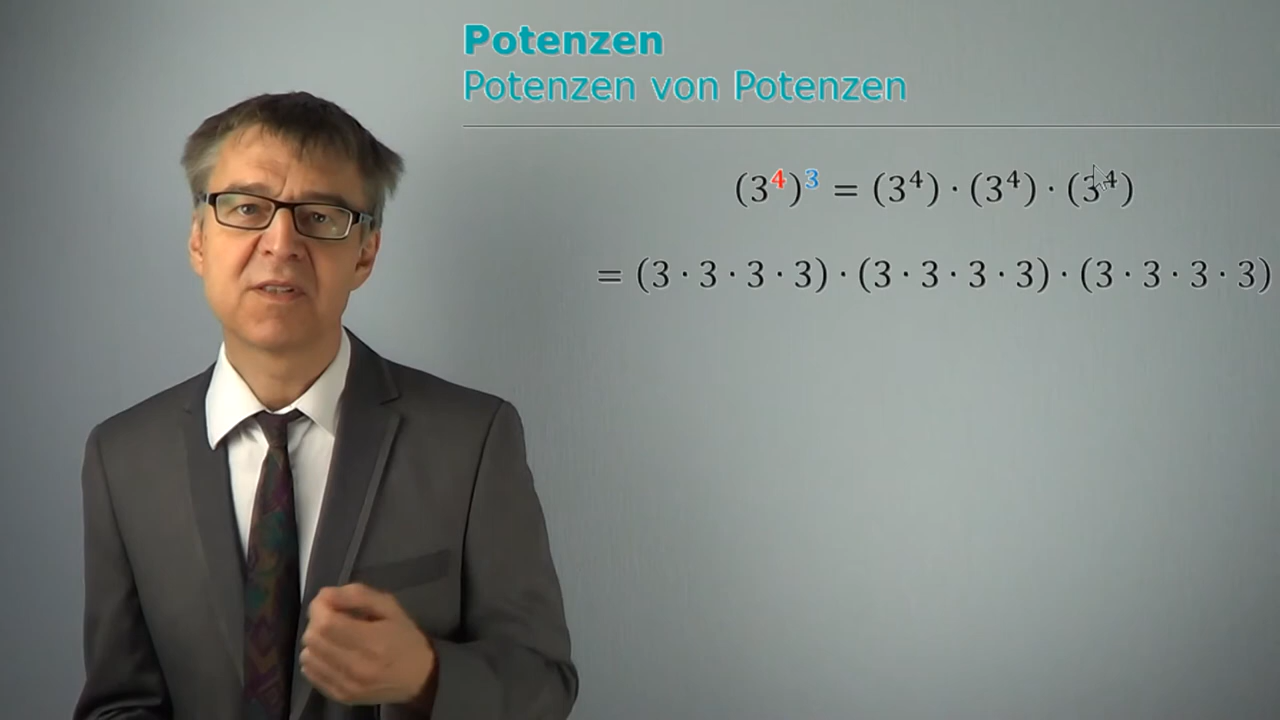 Potenzen
Potenzen von Potenzen
(3⁴)³ = (3⁴) · (3⁴) · (3⁴)
= (3 · 3 · 3 · 3) · (3 · 3 · 3 · 3) · (3 · 3 · 3 · 3)